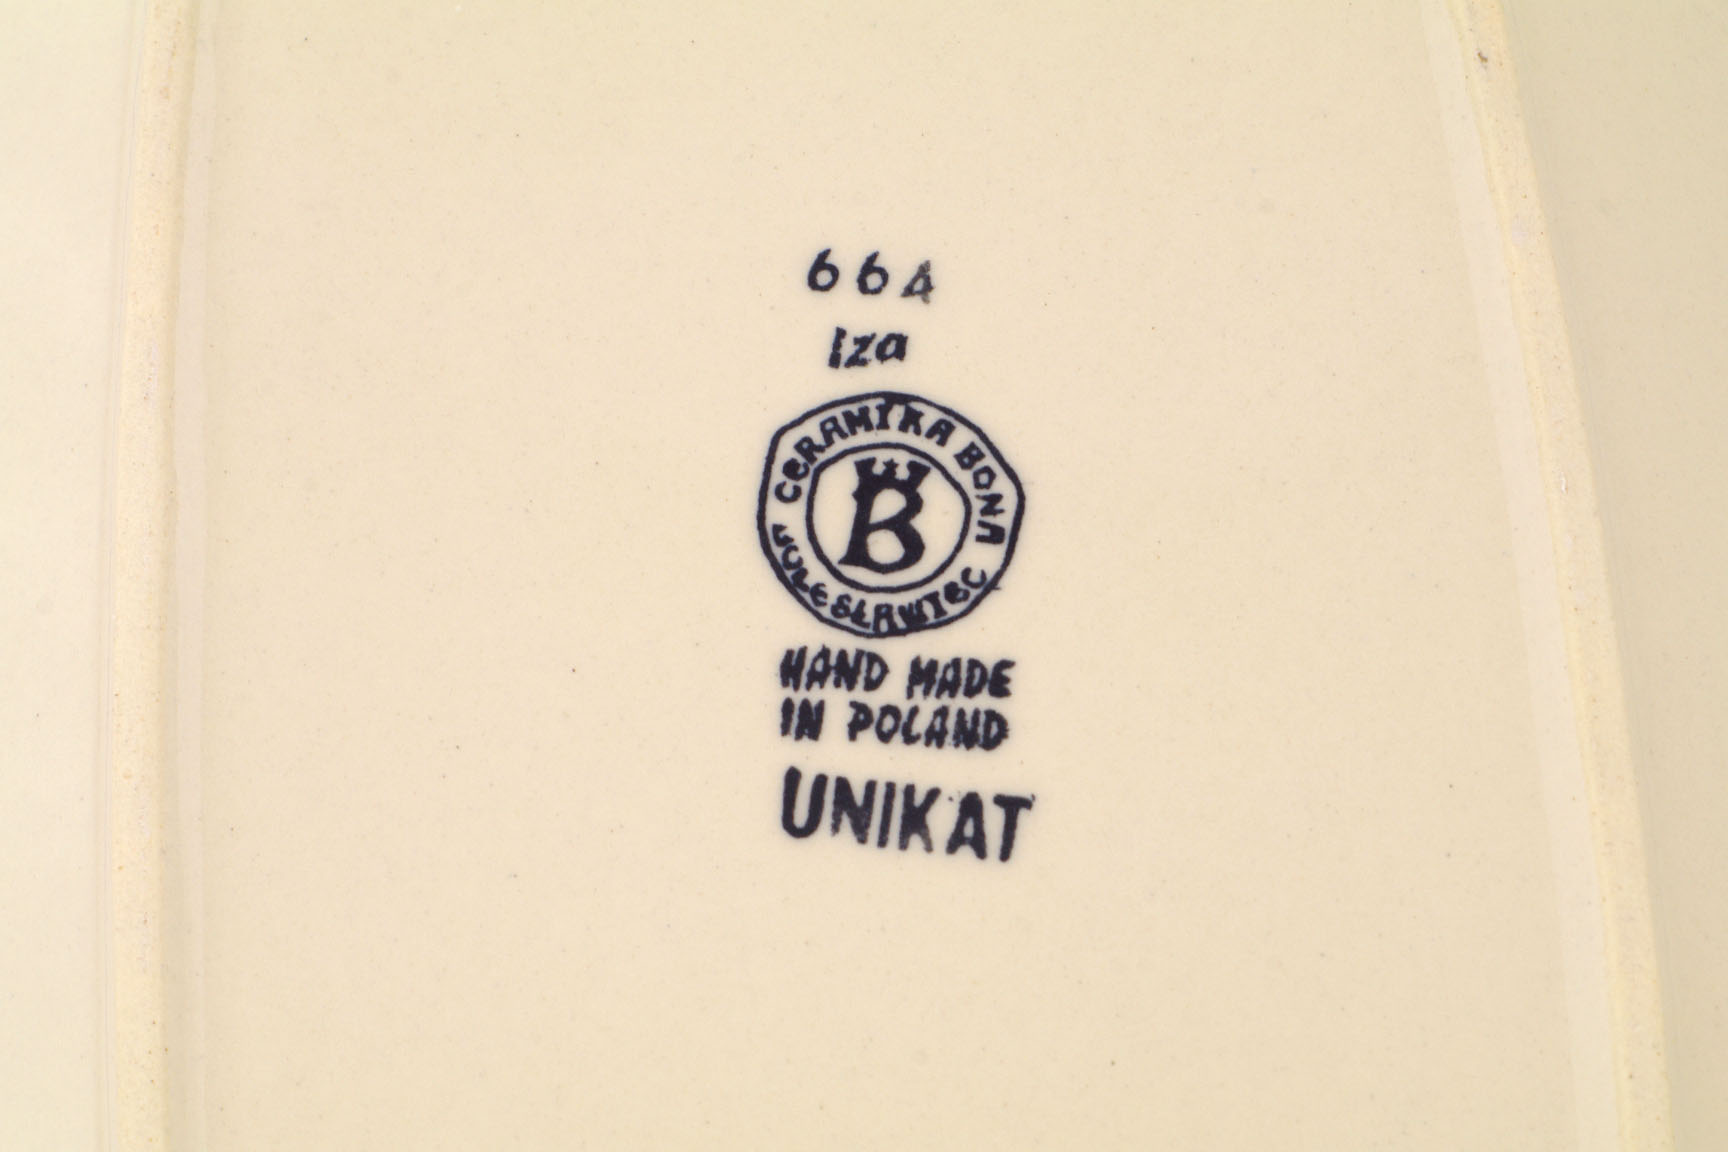 664
Iza
CERAMIKA BONA
BOLESŁAWIEC
B
HAND MADE
IN POLAND
UNIKAT